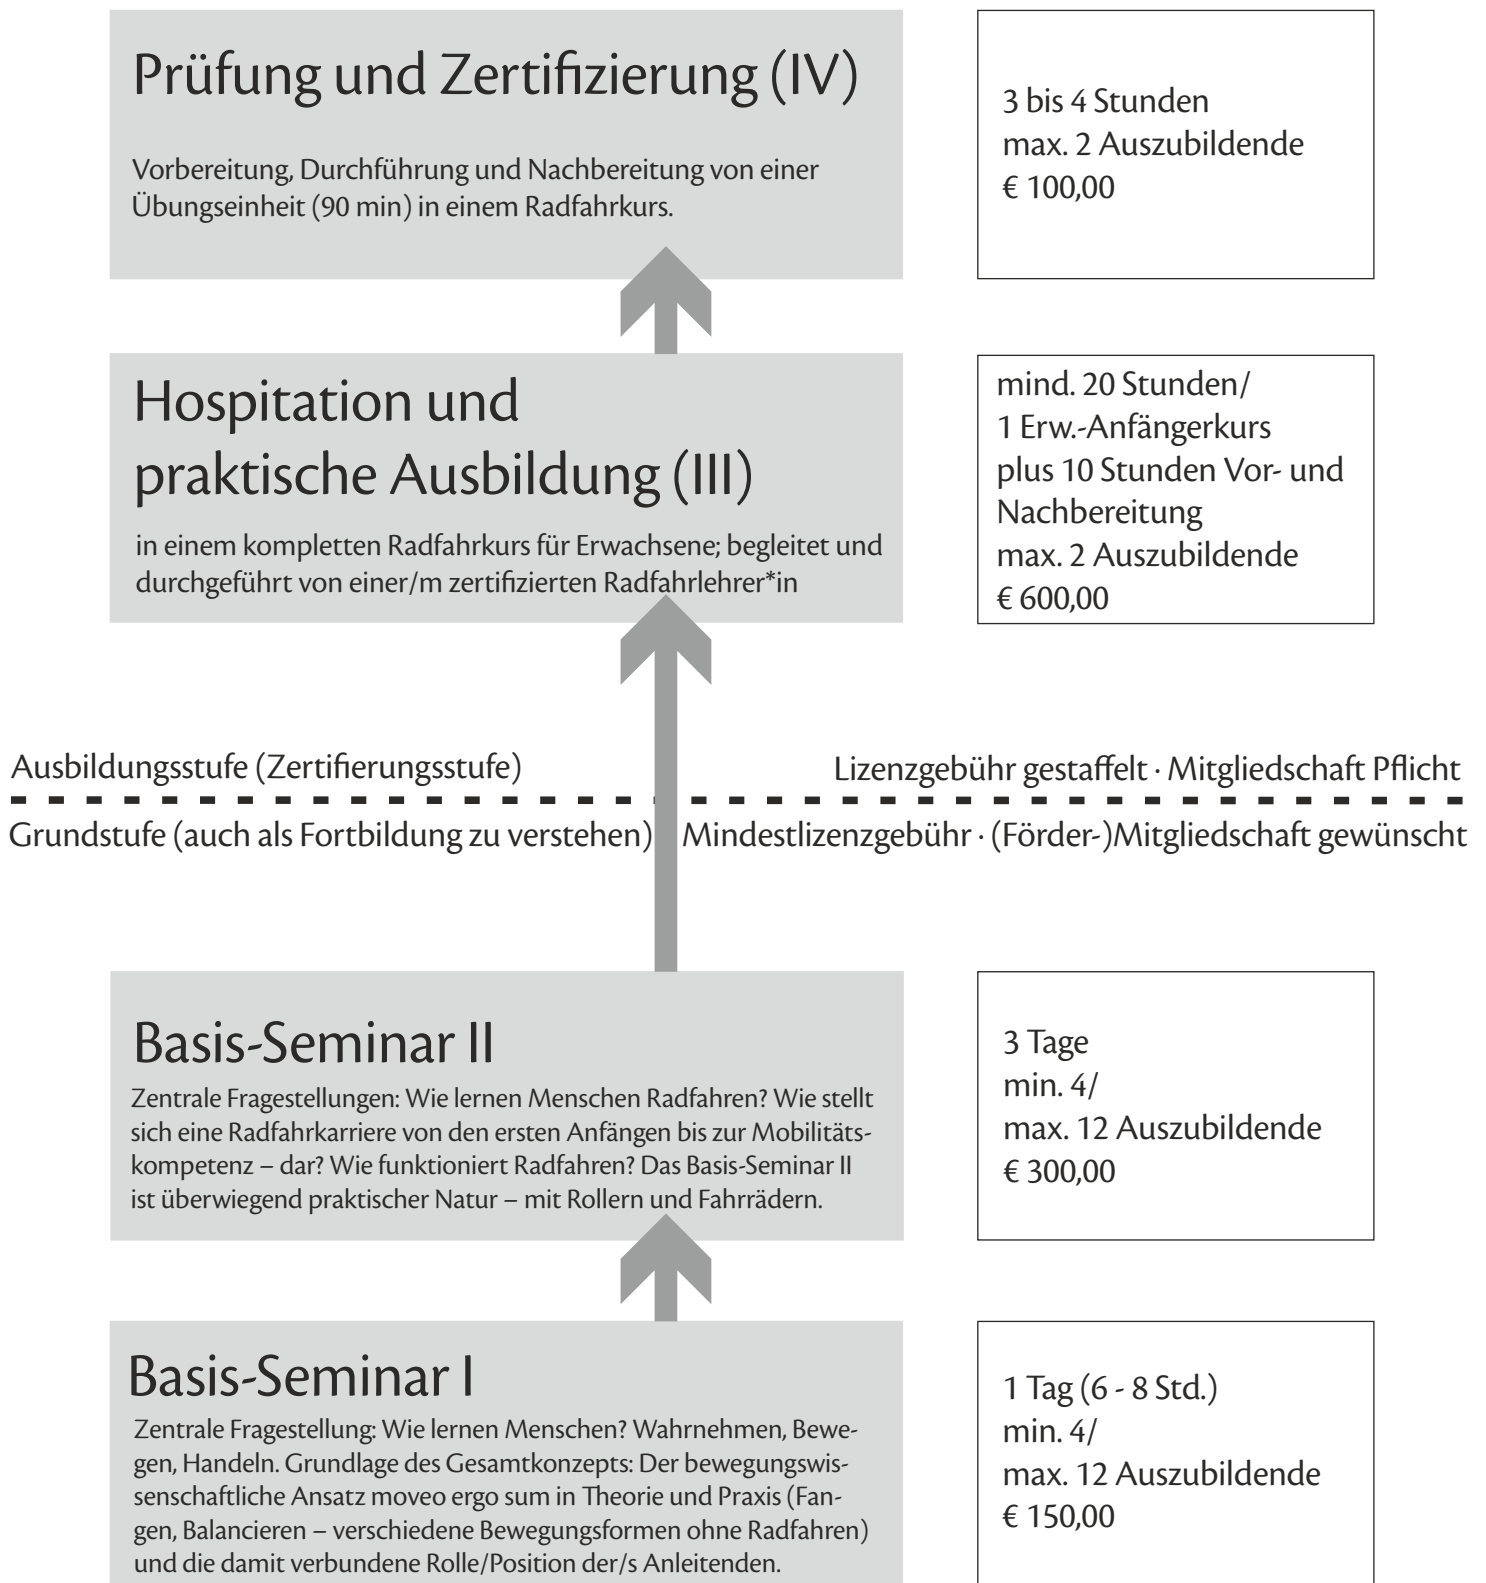 Prüfung und Zertifizierung (IV)
Vorbereitung, Durchführung und Nachbereitung von einer
Übungseinheit (90 min) in einem Radfahrkurs.
3 bis 4 Stunden
max. 2 Auszubildende
€ 100,00
Hospitation und
praktische Ausbildung (III)
in einem kompletten Radfahrkurs für Erwachsene; begleitet und
durchgeführt von einer/m zertifizierten Radfahrlehrer*in
mind. 20 Stunden/
1 Erw.-Anfängerkurs
plus 10 Stunden Vor- und
Nachbereitung
max. 2 Auszubildende
€ 600,00
Ausbildungsstufe (Zertifierungsstufe)
Lizenzgebühr gestaffelt · Mitgliedschaft Pflicht
Grundstufe (auch als Fortbildung zu verstehen)
Mindestlizenzgebühr · (Förder-)Mitgliedschaft gewünscht
Basis-Seminar II
Zentrale Fragestellungen: Wie lernen Menschen Radfahren? Wie stellt
sich eine Radfahrkarriere von den ersten Anfängen bis zur Mobilitäts-
kompetenz – dar? Wie funktioniert Radfahren? Das Basis-Seminar II
ist überwiegend praktischer Natur – mit Rollern und Fahrrädern.
3 Tage
min. 4/
max. 12 Auszubildende
€ 300,00
Basis-Seminar I
Zentrale Fragestellung: Wie lernen Menschen? Wahrnehmen, Bewe-
gen, Handeln. Grundlage des Gesamtkonzepts: Der bewegungswis-
senschaftliche Ansatz moveo ergo sum in Theorie und Praxis (Fan-
gen, Balancieren – verschiedene Bewegungsformen ohne Radfahren)
und die damit verbundene Rolle/Position der/s Anleitenden.
1 Tag (6 - 8 Std.)
min. 4/
max. 12 Auszubildende
€ 150,00